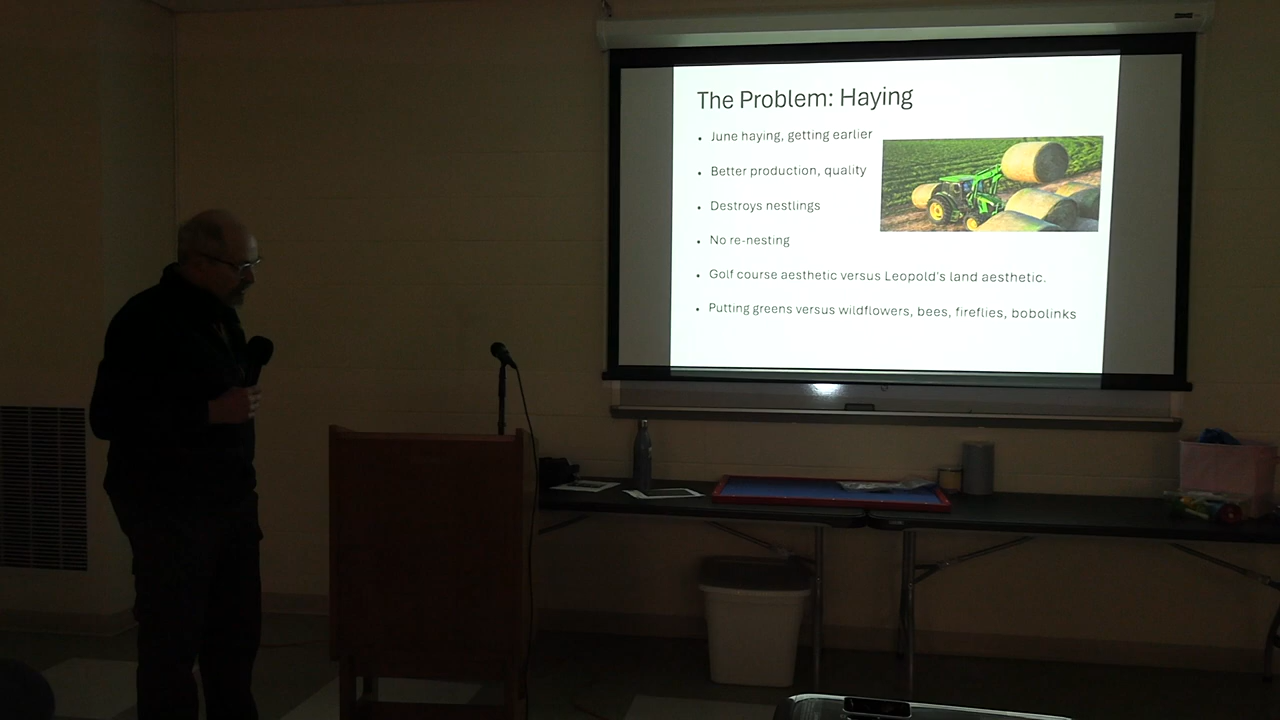 The Problem: Haying
• June haying, getting earlier
• Better production, quality
• Destroys nestlings
• No re-nesting
• Golf course aesthetic versus Leopold's land aesthetic.
• Putting greens versus wildflowers, bees, fireflies, bobolinks